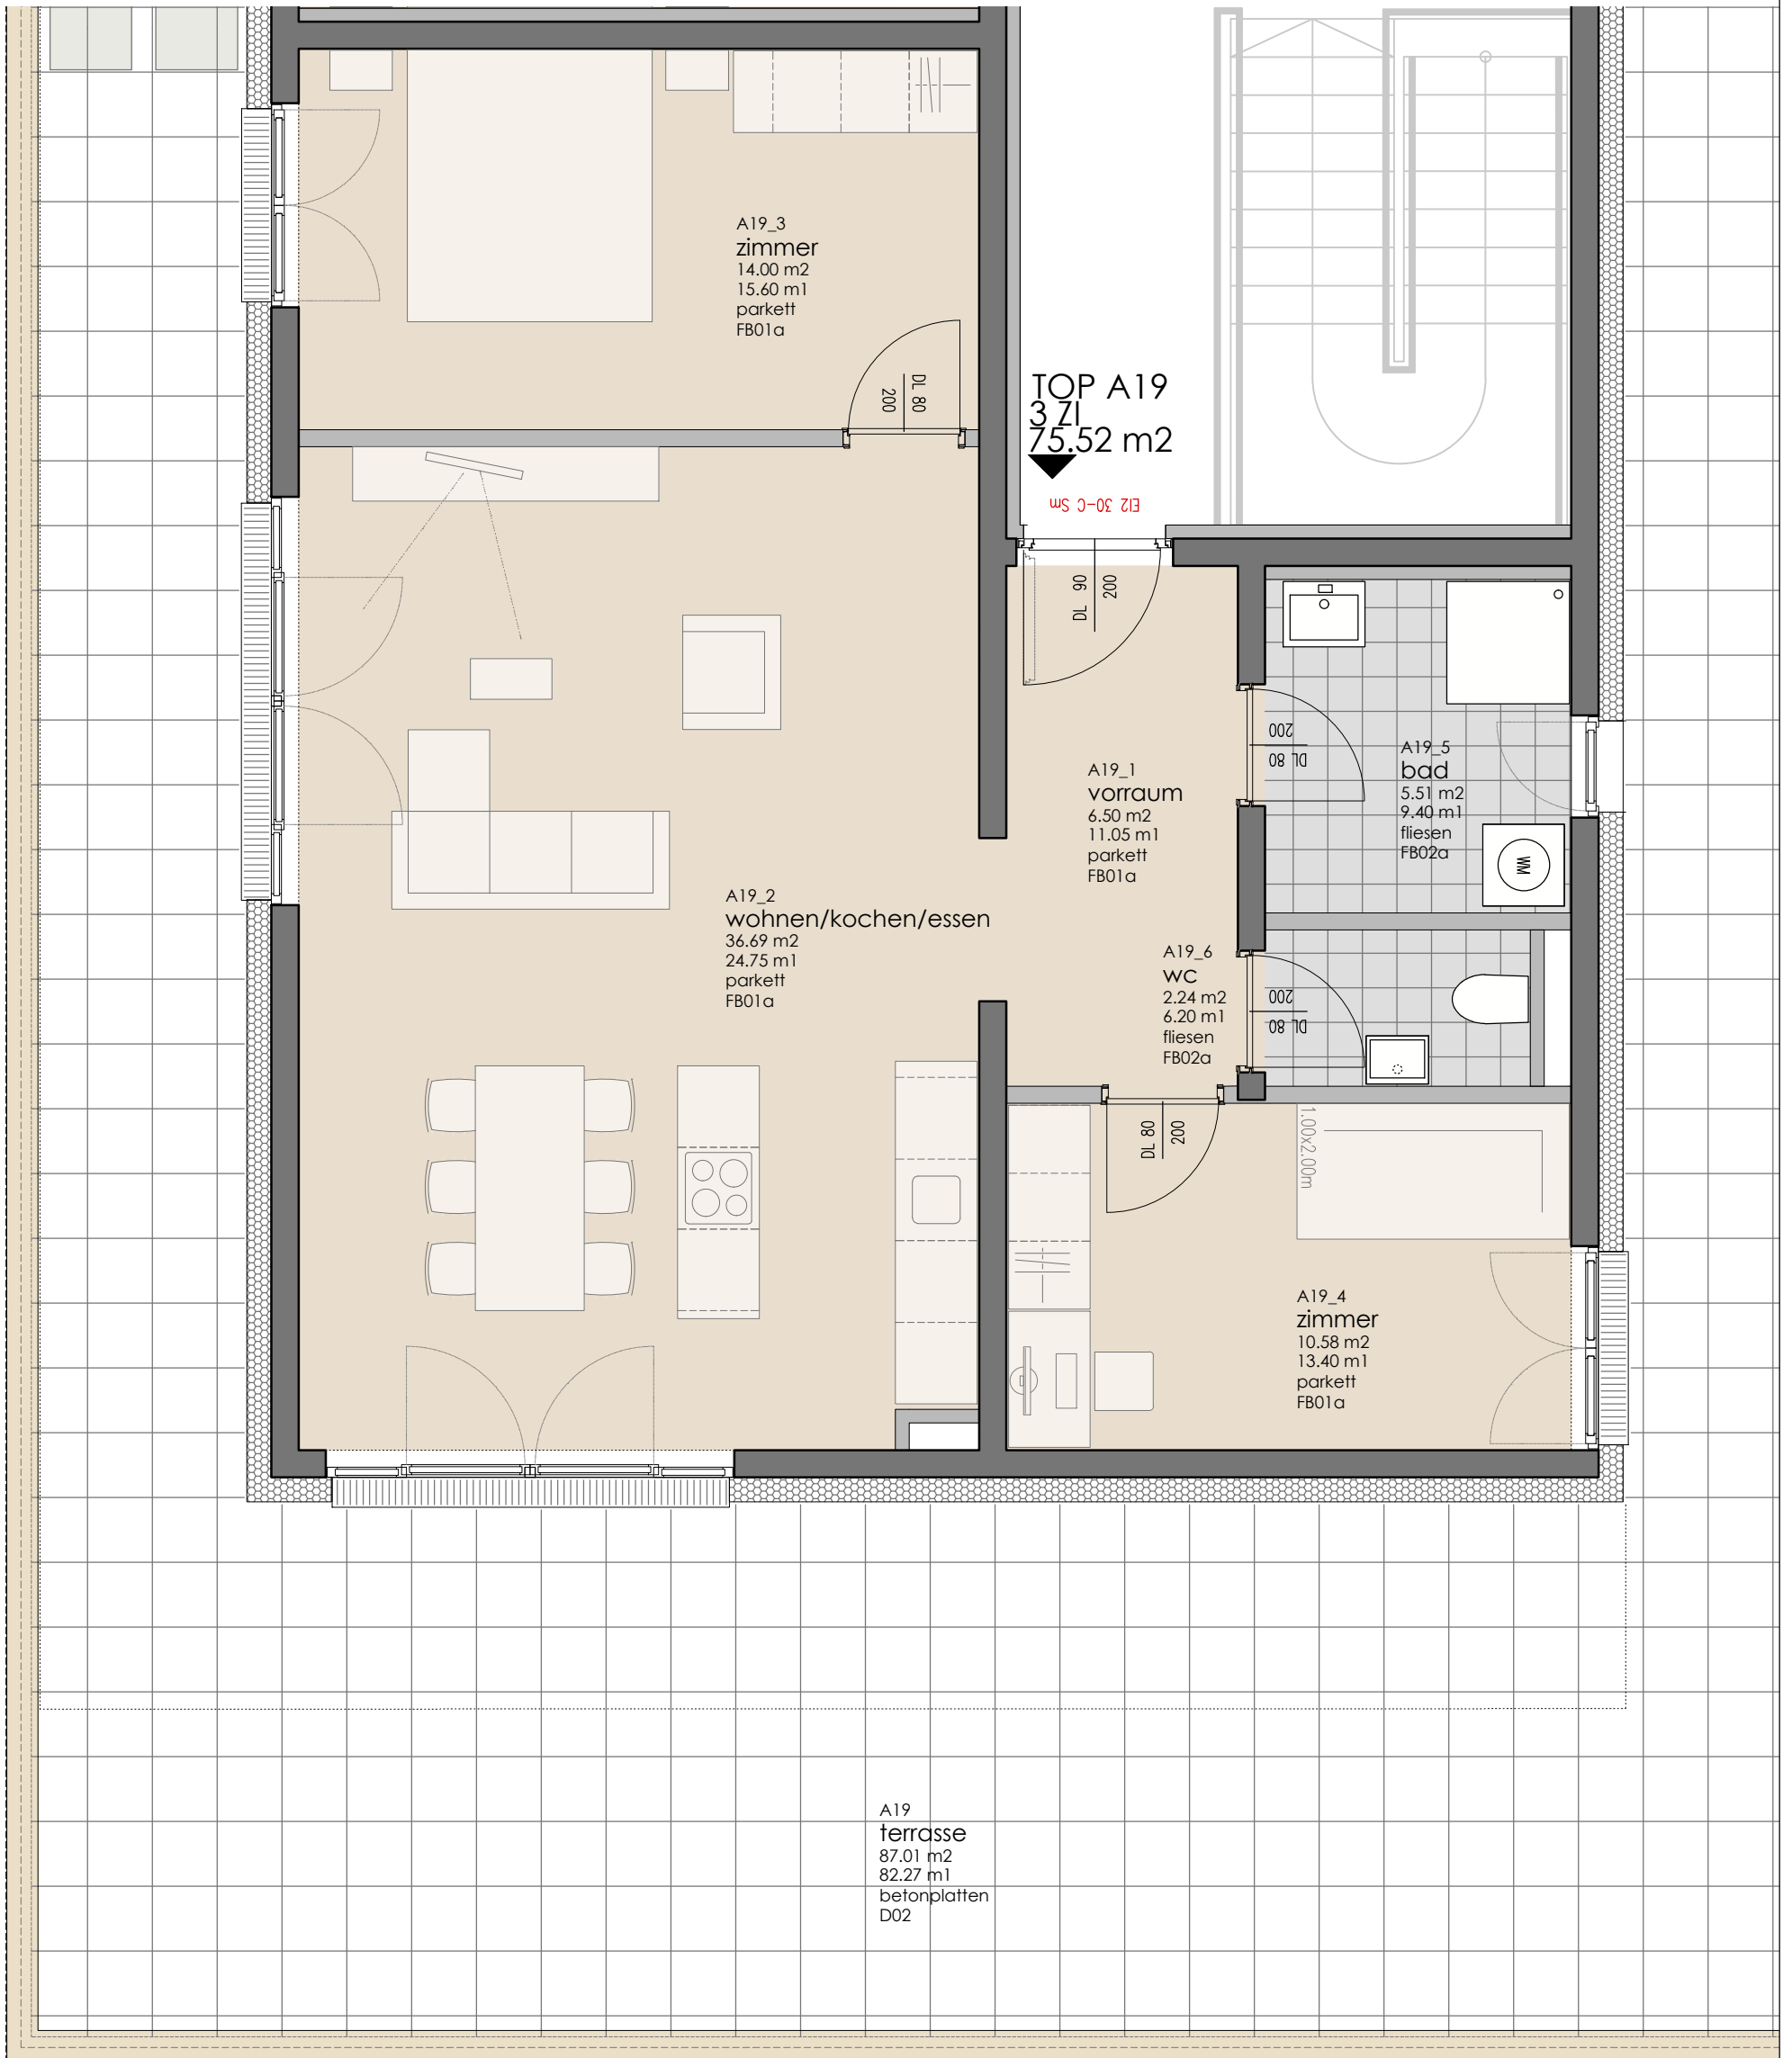 A19_3
zimmer
14.00 m2
15.60 m1
parkett
FB01a
DL 80
200
TOP A19
3 ZI
75.52 m2
EI2 30-C Sm
DL 90
200
A19_1
vorraum
6.50 m2
11.05 m1
parkett
FB01a
200
DL 80
A19_5
bad
5.51 m2
9.40 m1
fliesen
FB02a
WM
A19_2
wohnen/kochen/essen
36.69 m2
24.75 m1
parkett
FB01a
A19_6
wc
2.24 m2
6.20 m1
fliesen
FB02a
200
DL 80
DL 80
200
1.00x2.00m
A19_4
zimmer
10.58 m2
13.40 m1
parkett
FB01a
A19
terrasse
87.01 m2
82.27 m1
betonplatten
D02